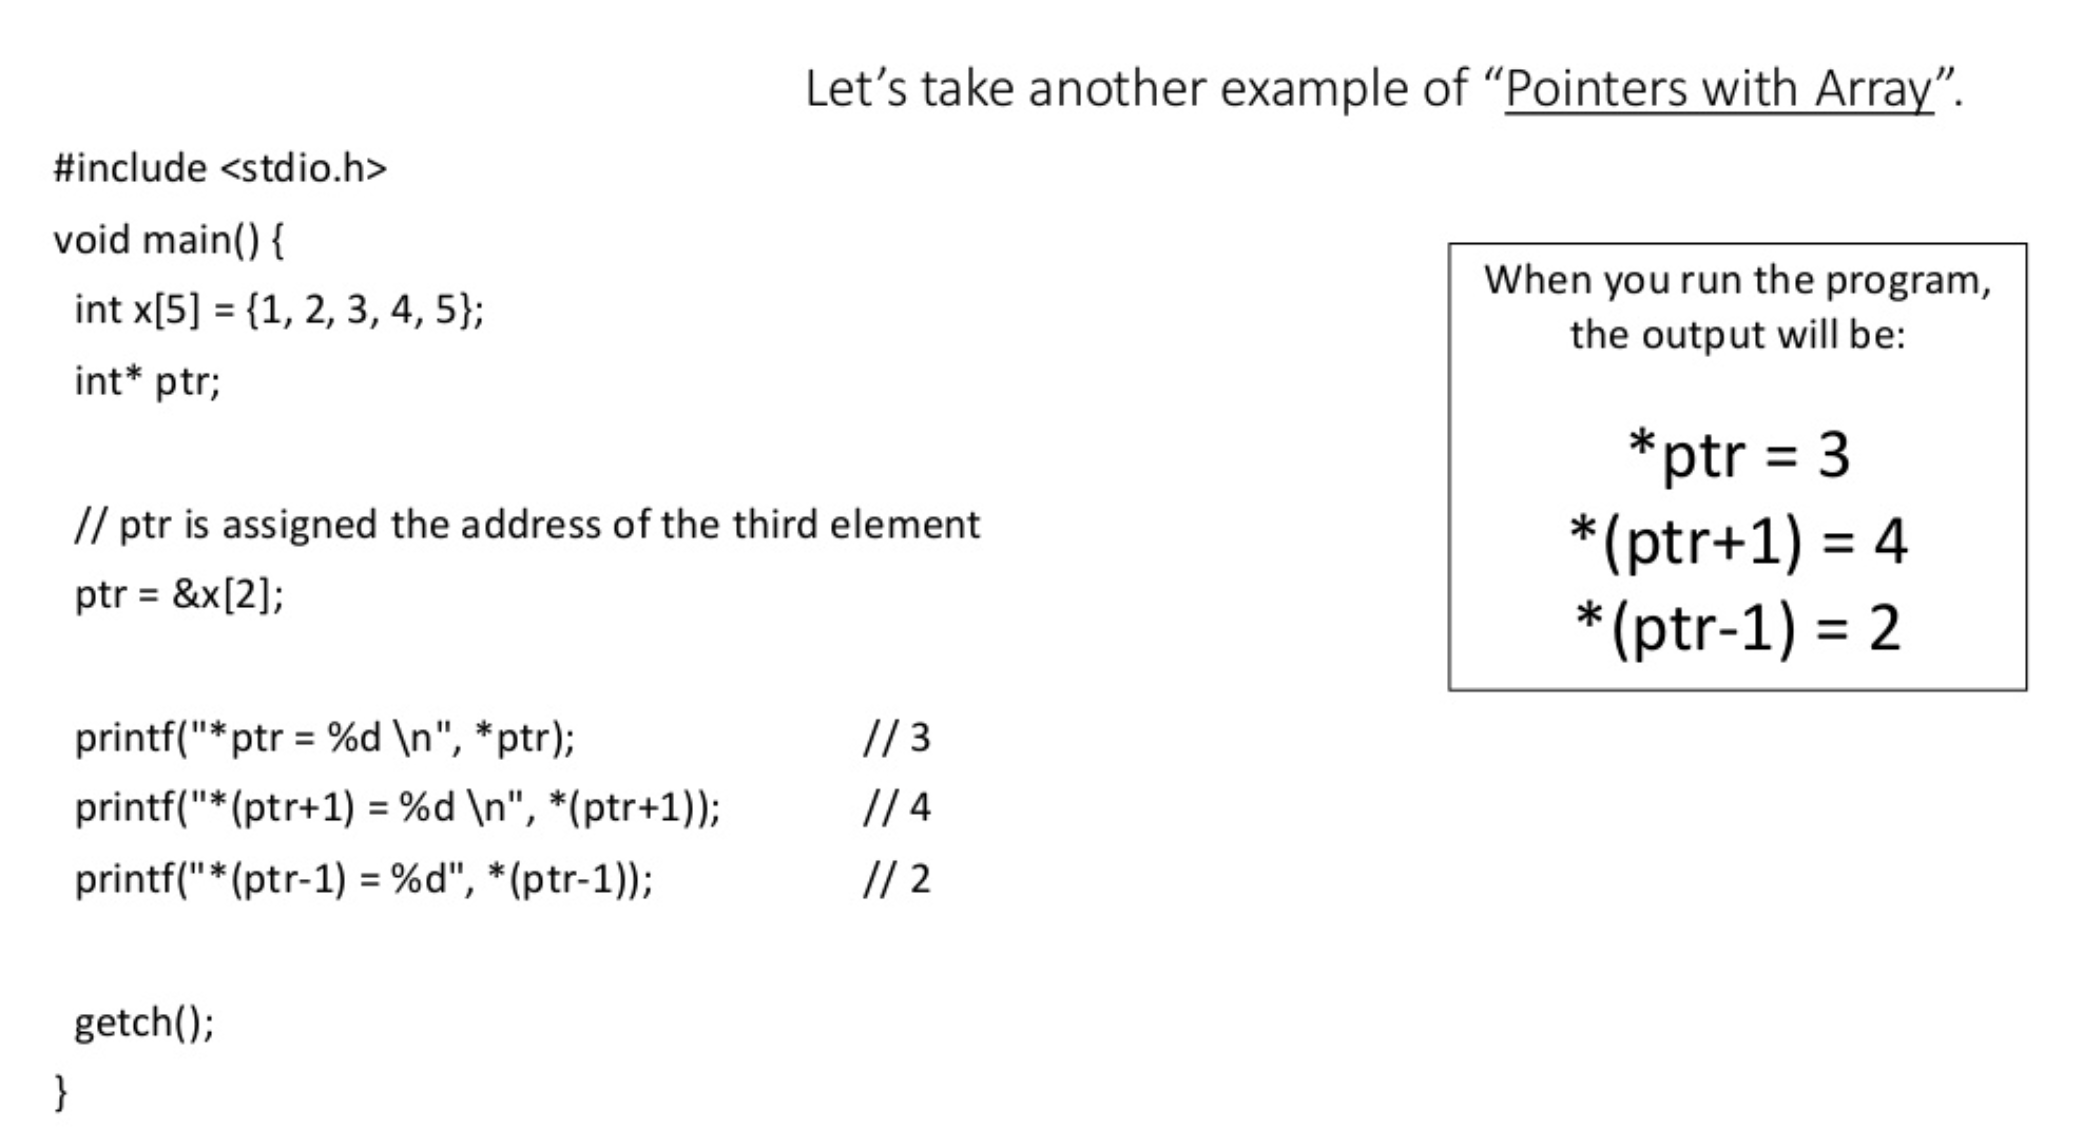 Let’s take another example of “Pointers with Array”.
#include <stdio.h>
void main() {
int x[5] = {1, 2, 3, 4, 5};
int* ptr;
// ptr is assigned the address of the third element
ptr = &x[2];
printf("*ptr = %d \n", *ptr); // 3
printf("*(ptr+1) = %d \n", *(ptr+1)); // 4
printf("*(ptr-1) = %d", *(ptr-1)); // 2
getch();
}
When you run the program,
the output will be:
*ptr = 3
*(ptr+1) = 4
*(ptr-1) = 2